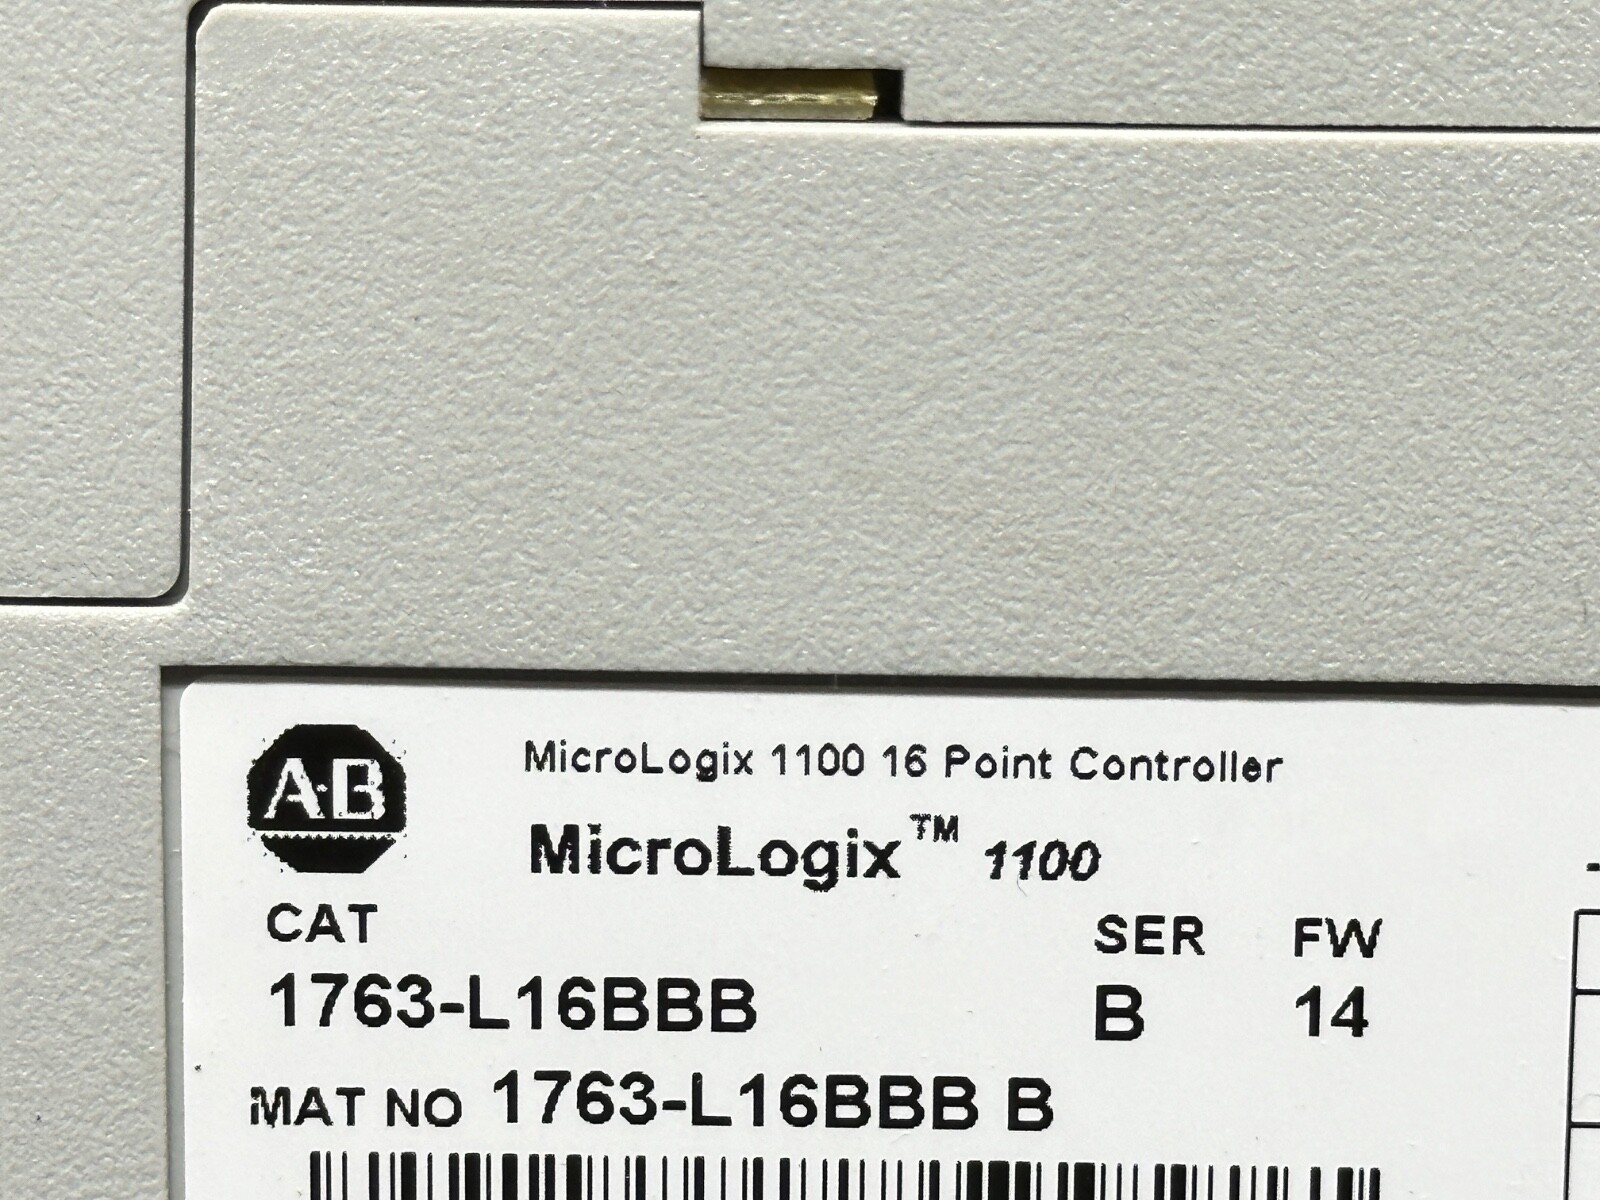 A·B
MicroLogix 1100 16 Point Controller
MicroLogix™ 1100
CAT SER FW
1763-L16BBB B 14
MAT NO 1763-L16BBB B